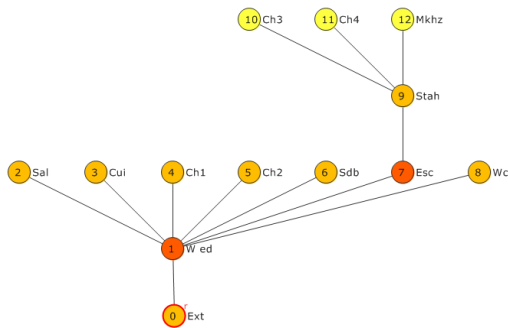 10 Ch3 11 Ch4 12 Mkhz
9 Stah
2 Sal 3 Cui 4 Ch1 5 Ch2 6 Sdb 7 Esc 8 Wc
1 W ed
r
0 Ext